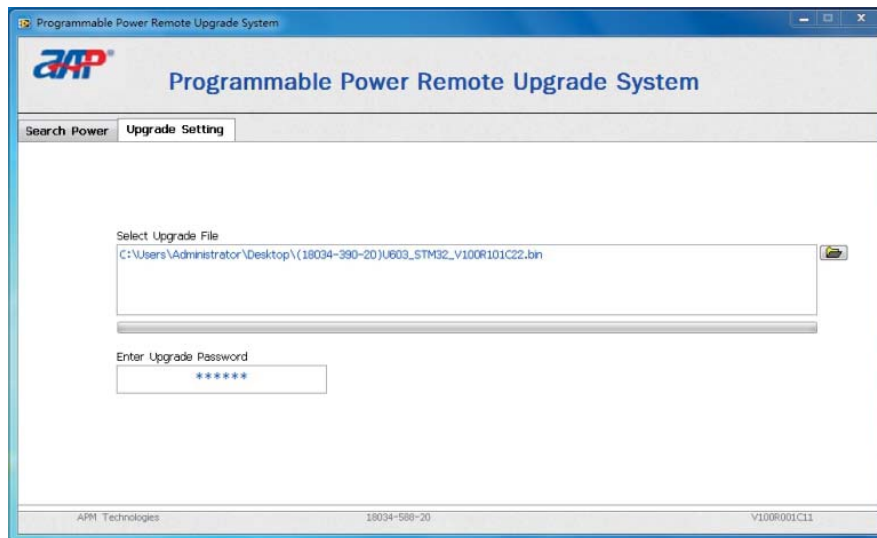 Programmable Power Remote Upgrade System
Programmable Power Remote Upgrade System
Search Power
Upgrade Setting
Select Upgrade File
C:\Users\Administrator\Desktop\(18034-390-20)U603_STM32_V100R101C22.bin
Enter Upgrade Password
******
APM Technologies
18034-588-20
V100R001C11